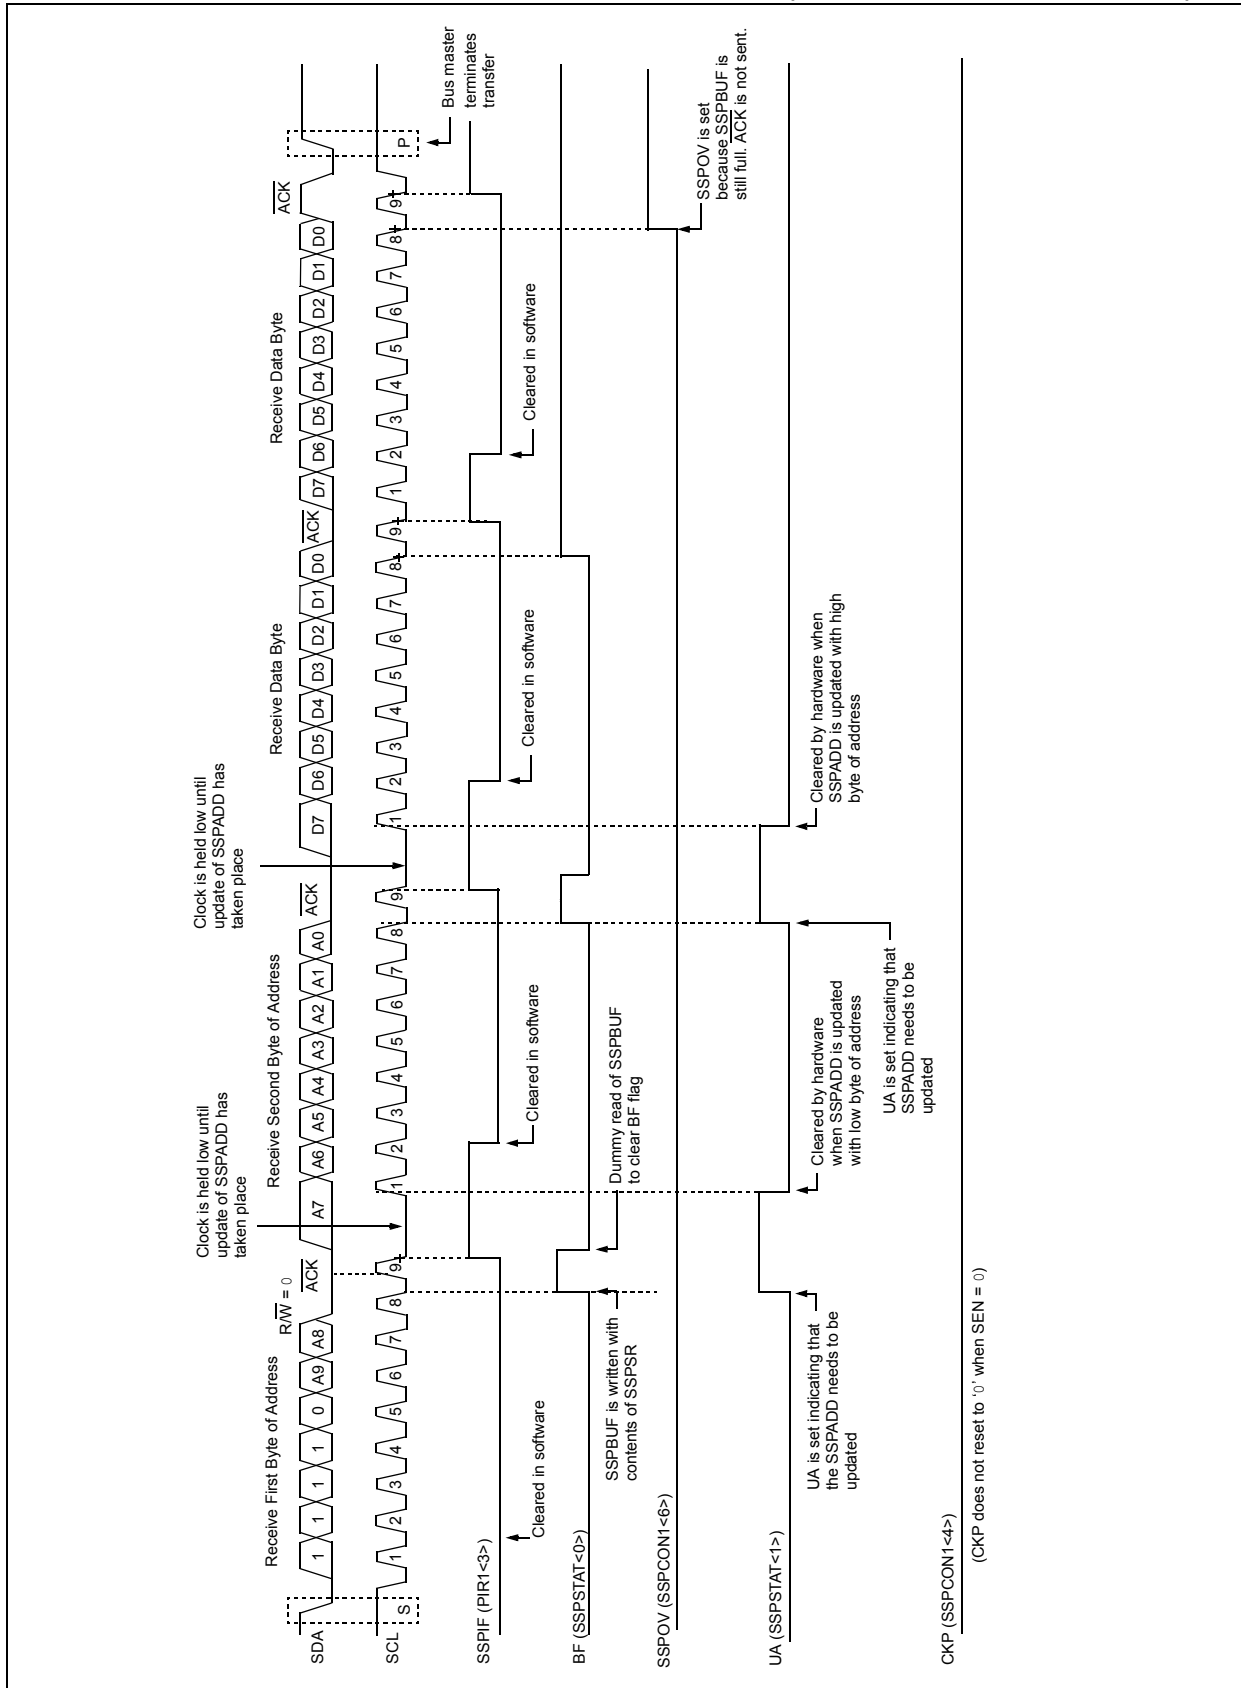 Receive First Byte of Address
R/W = 0
Receive Second Byte of Address
Receive Data Byte
Receive Data Byte
Clock is held low until
update of SSPADD has
taken place
Clock is held low until
update of SSPADD has
taken place
SDA
1 1 1 1 0 A9 A8 ACK A7 A6 A5 A4 A3 A2 A1 A0 ACK D7 D6 D5 D4 D3 D2 D1 D0 ACK D7 D6 D5 D4 D3 D2 D1 D0 ACK
SCL
S 1 2 3 4 5 6 7 8 9 1 2 3 4 5 6 7 8 9 1 2 3 4 5 6 7 8 9 1 2 3 4 5 6 7 8 9 P
Bus master
terminates
transfer
SSPIF (PIR1<3>)
Cleared in software
Cleared in software
Cleared in software
Cleared in software
BF (SSPSTAT<0>)
SSPBUF is written with
contents of SSPSR
Dummy read of SSPBUF
to clear BF flag
SSPOV (SSPCON1<6>)
SSPOV is set
because SSPBUF is
still full. ACK is not sent.
UA (SSPSTAT<1>)
UA is set indicating that
the SSPADD needs to be
updated
Cleared by hardware
when SSPADD is updated
with low byte of address
UA is set indicating that
SSPADD needs to be
updated
Cleared by hardware when
SSPADD is updated with high
byte of address
CKP (SSPCON1<4>)
(CKP does not reset to ‘0’ when SEN = 0)